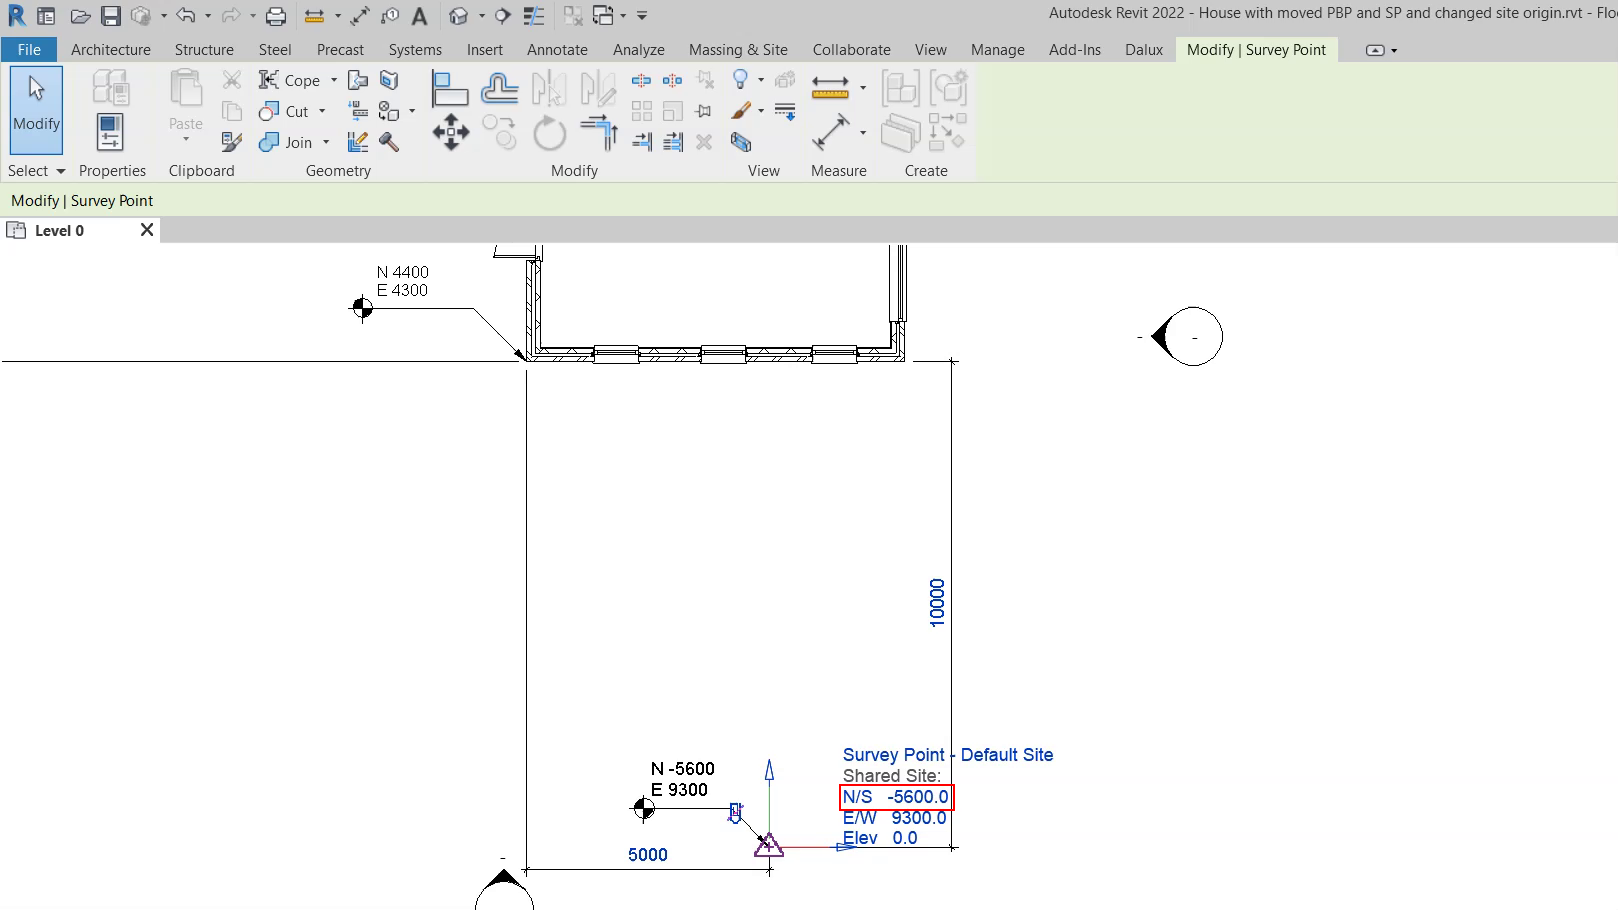 Autodesk Revit 2022 - House with moved PBP and SP and changed site origin.rvt - Flo
File Architecture Structure Steel Precast Systems Insert Annotate Analyze Massing & Site Collaborate View Manage Add-Ins Dalux Modify | Survey Point
Modify
Paste
Cope
Cut
Join
Select Properties Clipboard Geometry Modify View Measure Create
Modify | Survey Point
Level 0
N 4400
E 4300
- -
10000
N -5600
E 9300
Survey Point - Default Site
Shared Site:
N/S -5600.0
E/W 9300.0
Elev 0.0
5000
-